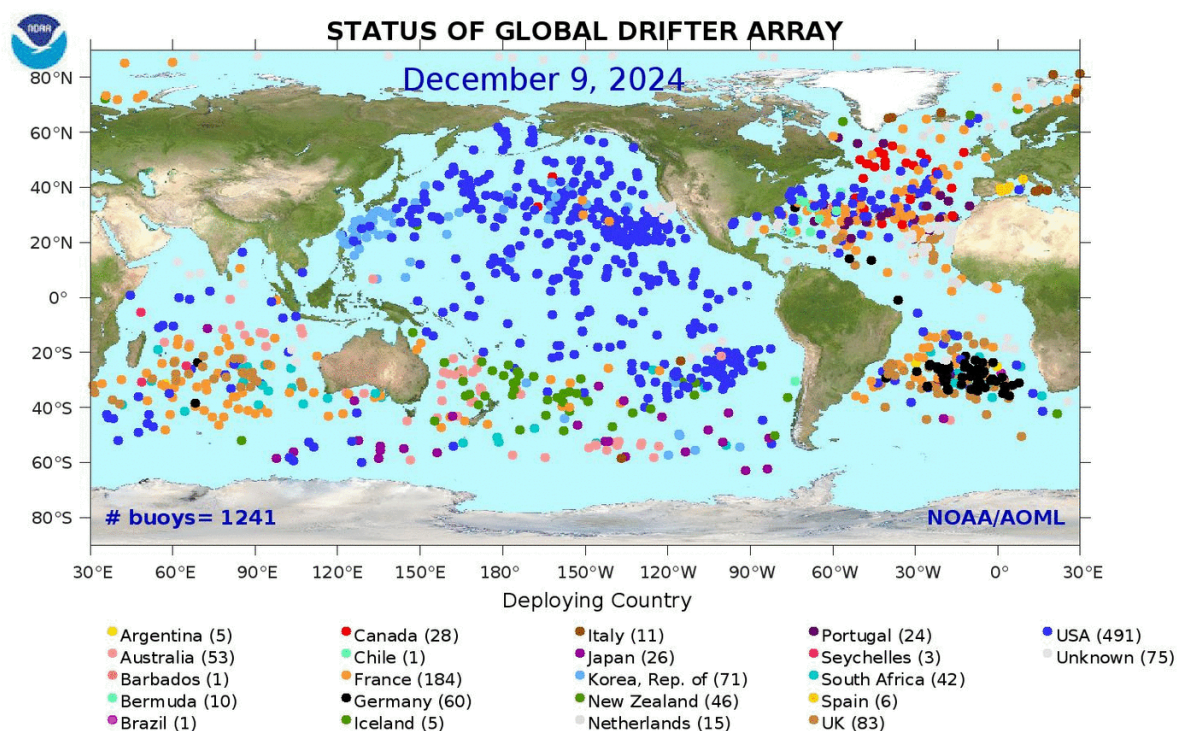 NOAA
STATUS OF GLOBAL DRIFTER ARRAY
December 9, 2024
80°N
60°N
40°N
20°N
0°
20°S
40°S
60°S
80°S
# buoys= 1241
NOAA/AOML
30°E 60°E 90°E 120°E 150°E 180° 150°W 120°W 90°W 60°W 30°W 0° 30°E
Deploying Country
Argentina (5)
Australia (53)
Barbados (1)
Bermuda (10)
Brazil (1)
Canada (28)
Chile (1)
France (184)
Germany (60)
Iceland (5)
Italy (11)
Japan (26)
Korea, Rep. of (71)
New Zealand (46)
Netherlands (15)
Portugal (24)
Seychelles (3)
South Africa (42)
Spain (6)
UK (83)
USA (491)
Unknown (75)